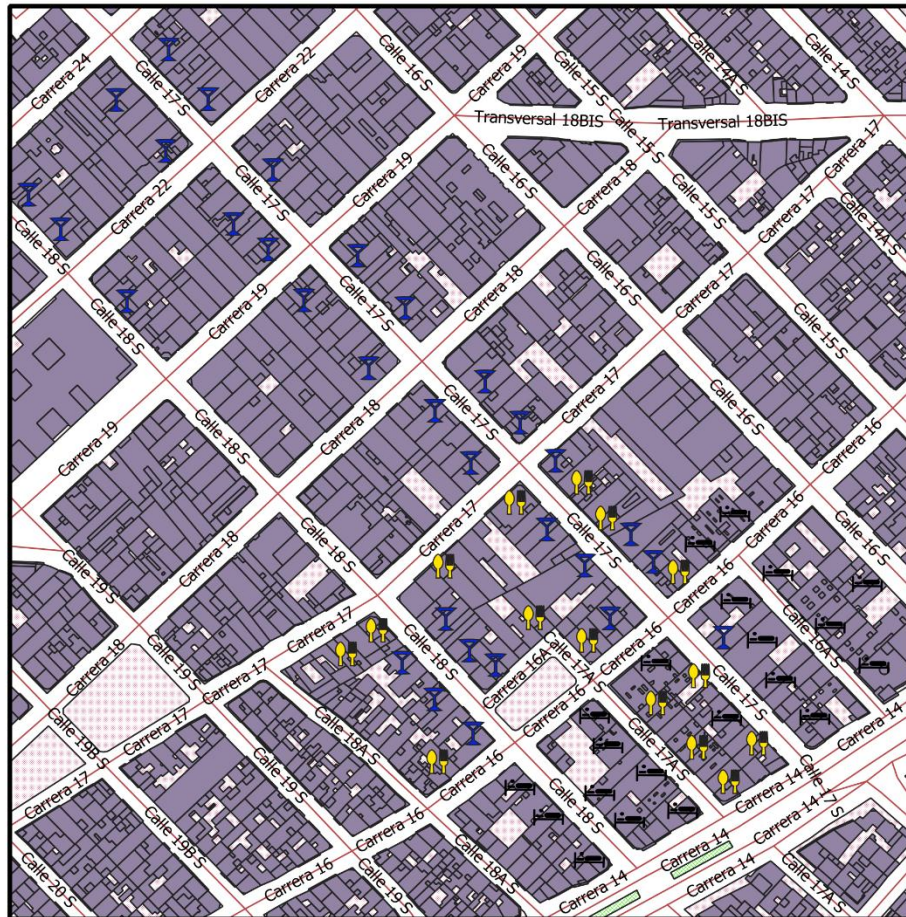 Carrera 24
Calle 17 S
Carrera 22
Calle 16 S
Carrera 19
Calle 15 S
Calle 14A S
Calle 14 S
Transversal 18BIS
Transversal 18BIS
Calle 15 S
Carrera 17
Carrera 18
Carrera 22
Calle 17 S
Carrera 19
Calle 16 S
Calle 15 S
Carrera 17
Calle 14A S
Calle 18 S
Carrera 19
Calle 17 S
Carrera 18
Calle 16 S
Carrera 17
Calle 15 S
Calle 18 S
Carrera 18
Calle 17 S
Carrera 17
Calle 16 S
Carrera 16
Carrera 19
Calle 18 S
Carrera 17
Calle 17 S
Carrera 16
Calle 16 S
Calle 19 S
Carrera 18
Calle 18 S
Carrera 16
Calle 16A S
Carrera 18
Calle 19 S
Carrera 17
Carrera 17
Calle 18 S
Carrera 16A
Calle 17A S
Carrera 16
Carrera 16
Calle 17 S
Carrera 14
Calle 19B S
Carrera 17
Calle 18A S
Carrera 16
Calle 17A S
Calle 17 S
Carrera 17
Calle 19 S
Carrera 16
Calle 18 S
Carrera 14
Carrera 14
Calle 19B S
Carrera 14
Carrera 14
Calle 20 S
Carrera 16
Calle 19 S
Calle 18A S
Carrera 14
Calle 17A S